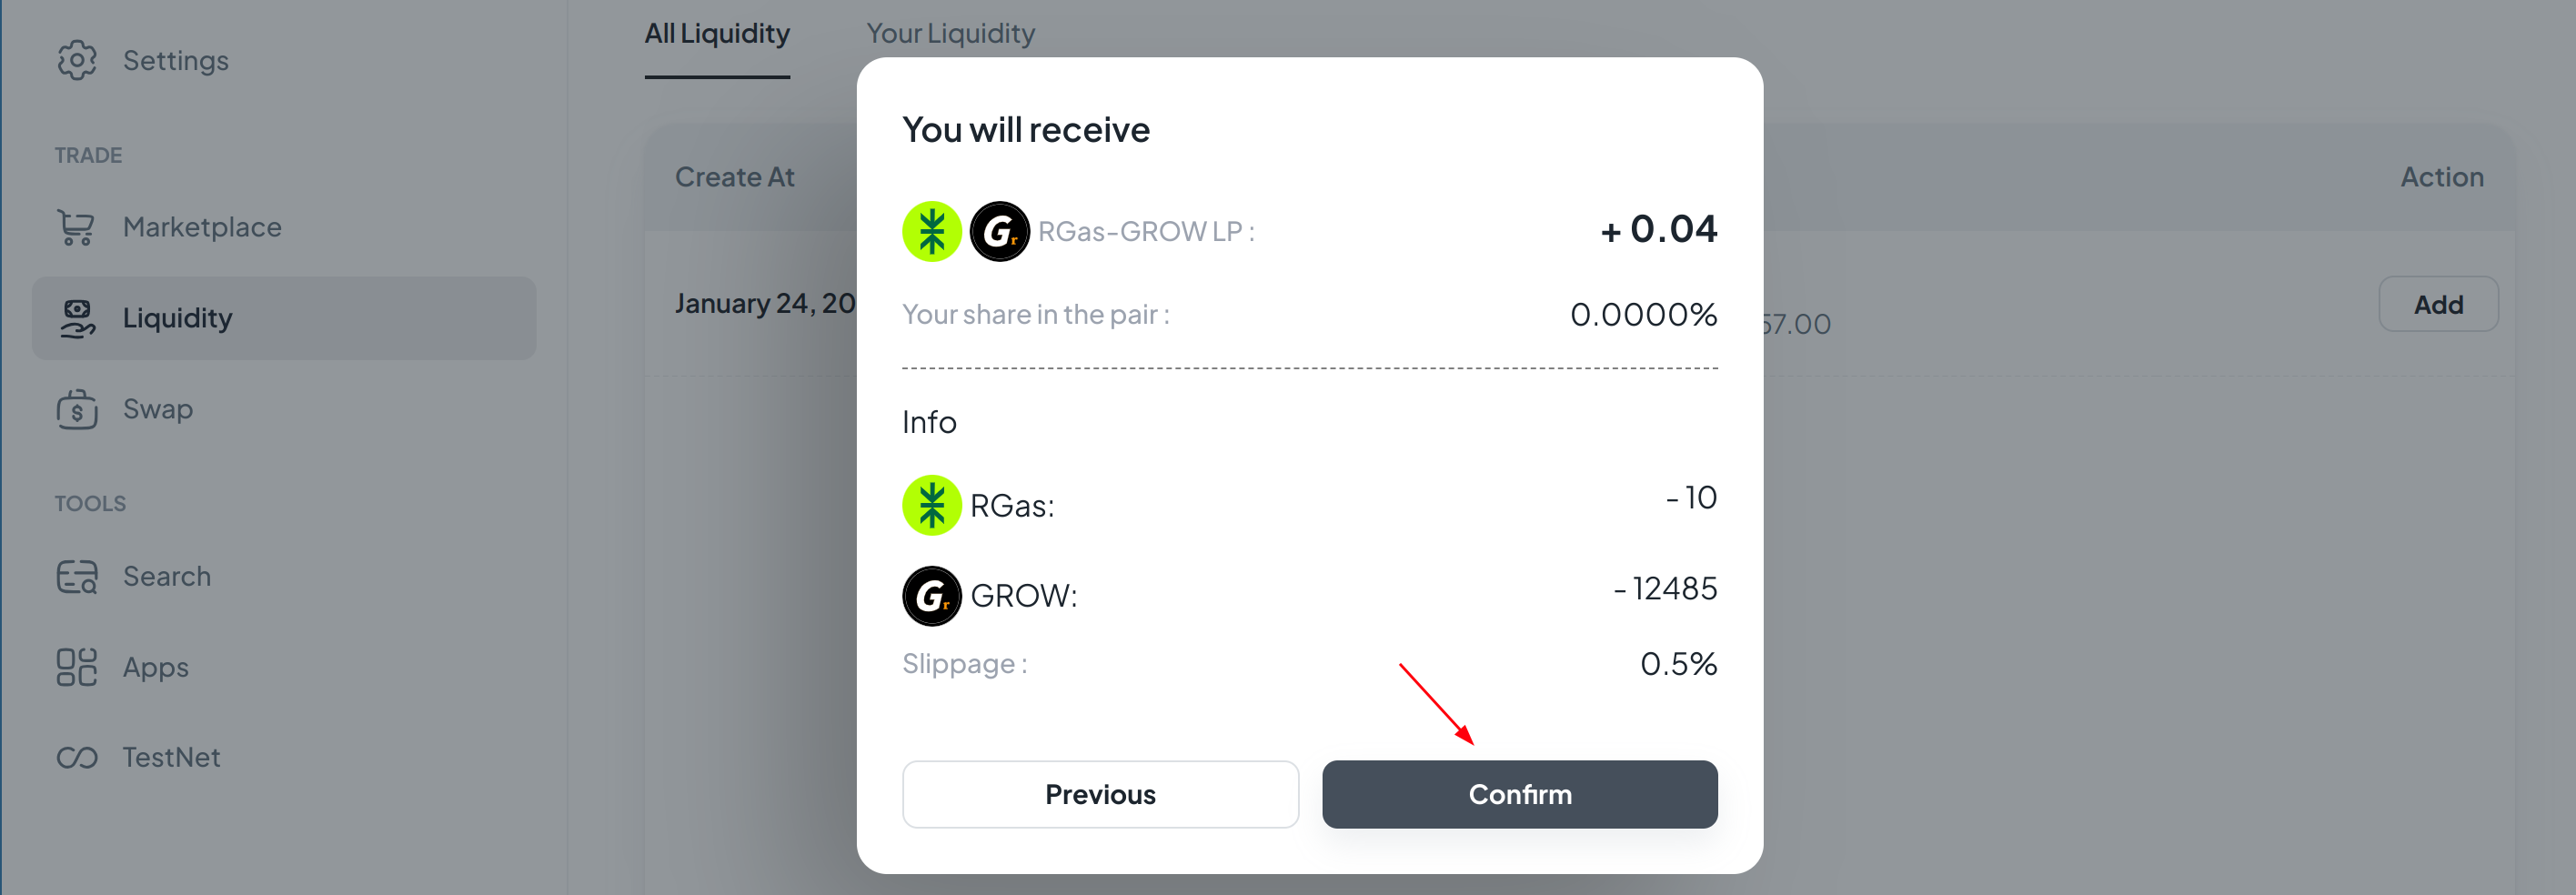 Settings
TRADE
Marketplace
Liquidity
Swap
TOOLS
Search
Apps
TestNet
All Liquidity Your Liquidity
Create At Action
January 24, 20 57.00 Add
You will receive
Gr RGas-GROW LP : + 0.04
Your share in the pair : 0.0000%
Info
RGas: - 10
Gr GROW: - 12485
Slippage : 0.5%
Previous Confirm